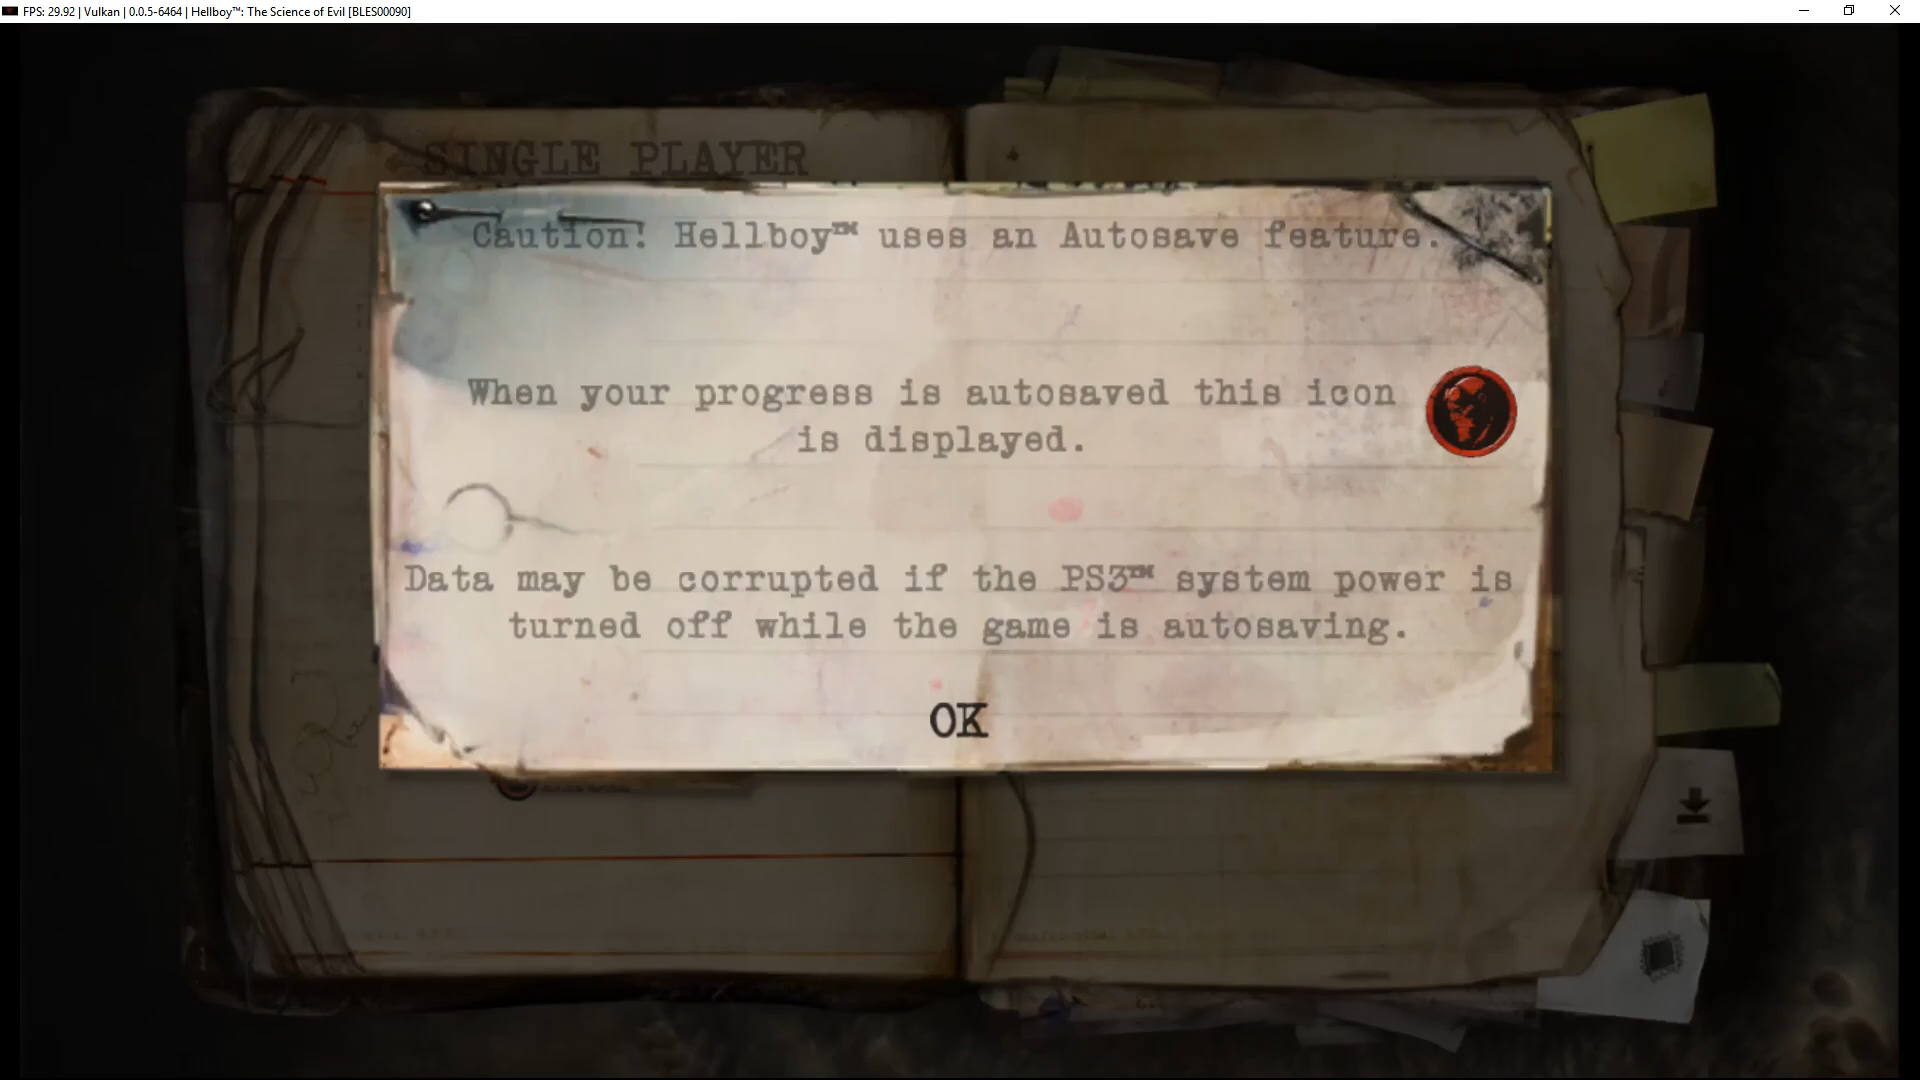 FPS: 29.92 | Vulkan | 0.0.5-6464 | Hellboy™: The Science of Evil [BLES00090]
SINGLE PLAYER
Caution! Hellboy™ uses an Autosave feature.
When your progress is autosaved this icon
is displayed.
Data may be corrupted if the PS3™ system power is
turned off while the game is autosaving.
OK